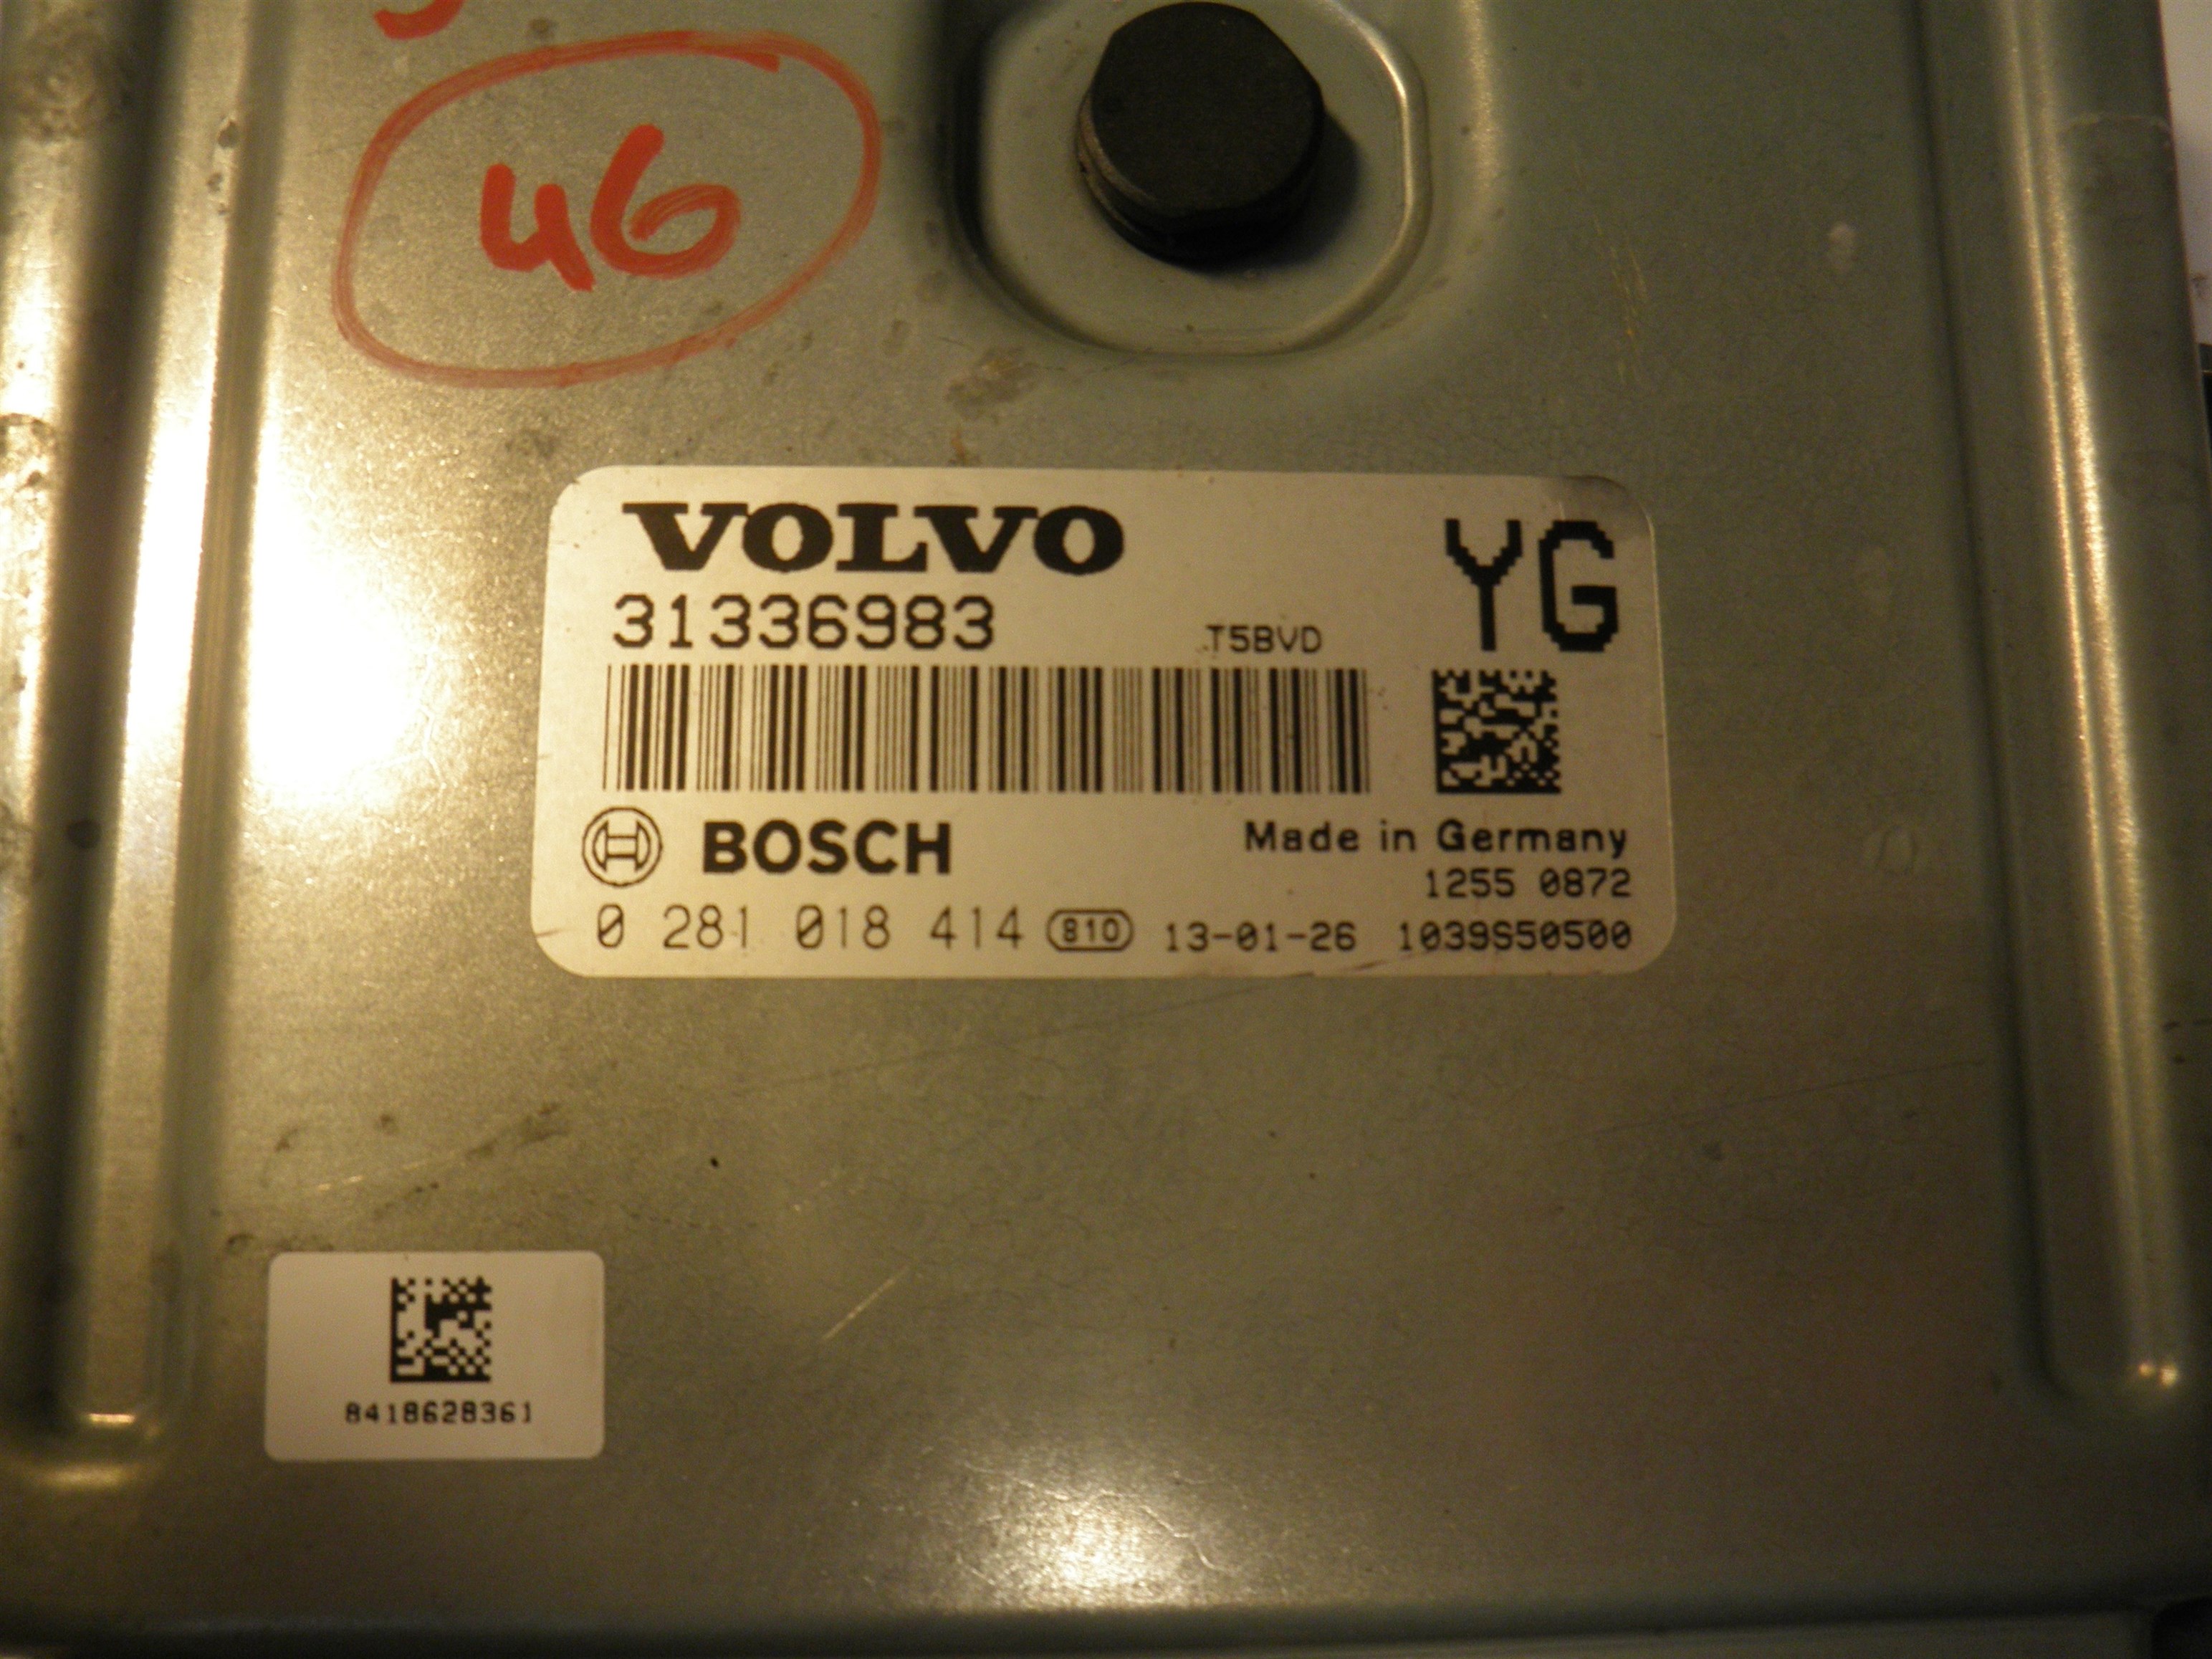 46
VOLVO
YG
31336983
T5BVD
BOSCH
Made in Germany
1255 0872
0 281 018 414 810 13-01-26 1039S50500
8418628361